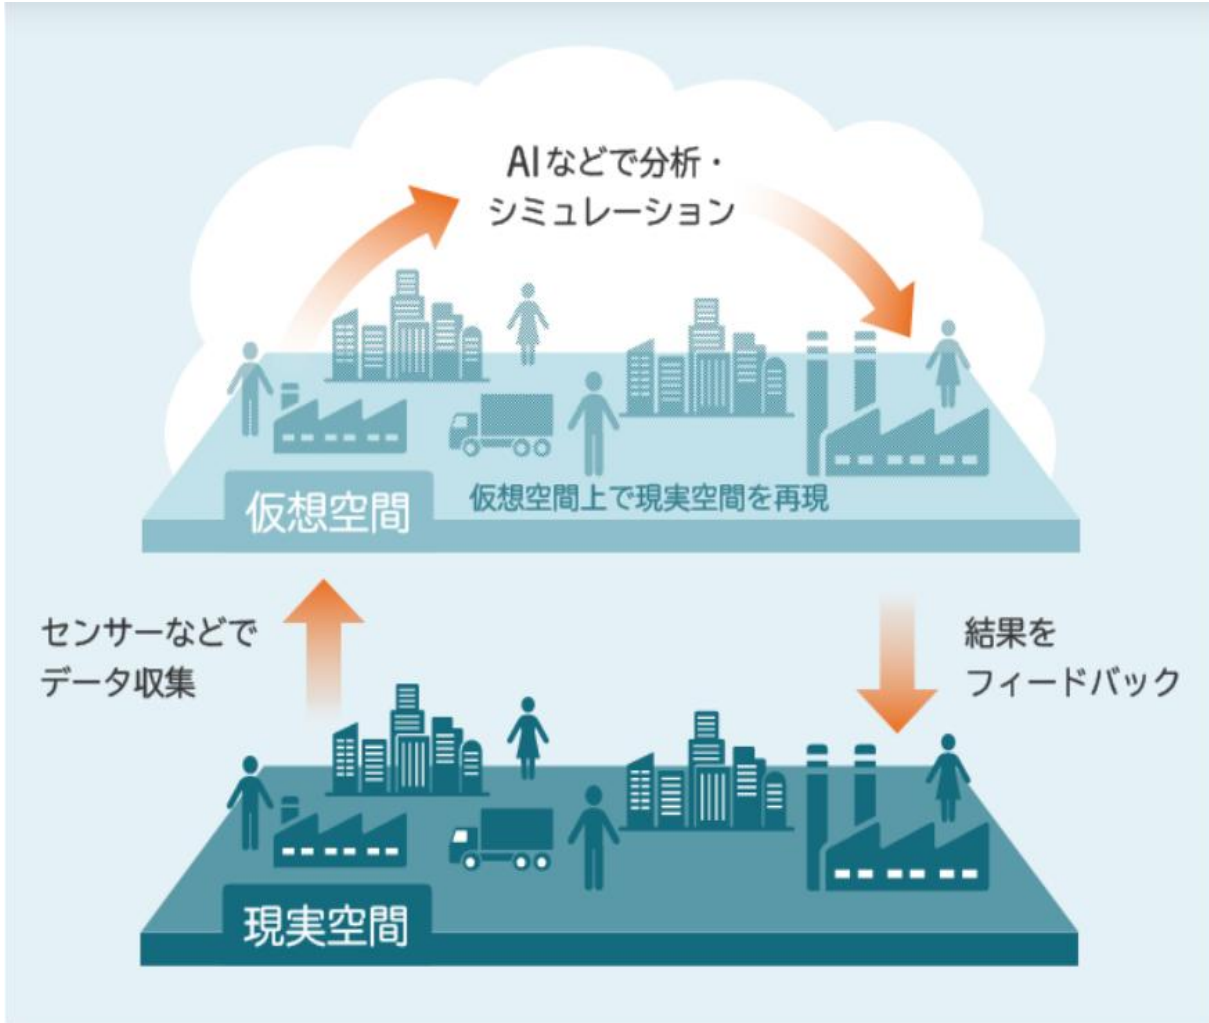 AIなどで分析・
シミュレーション
仮想空間
仮想空間上で現実空間を再現
センサーなどで
データ収集
結果を
フィードバック
現実空間